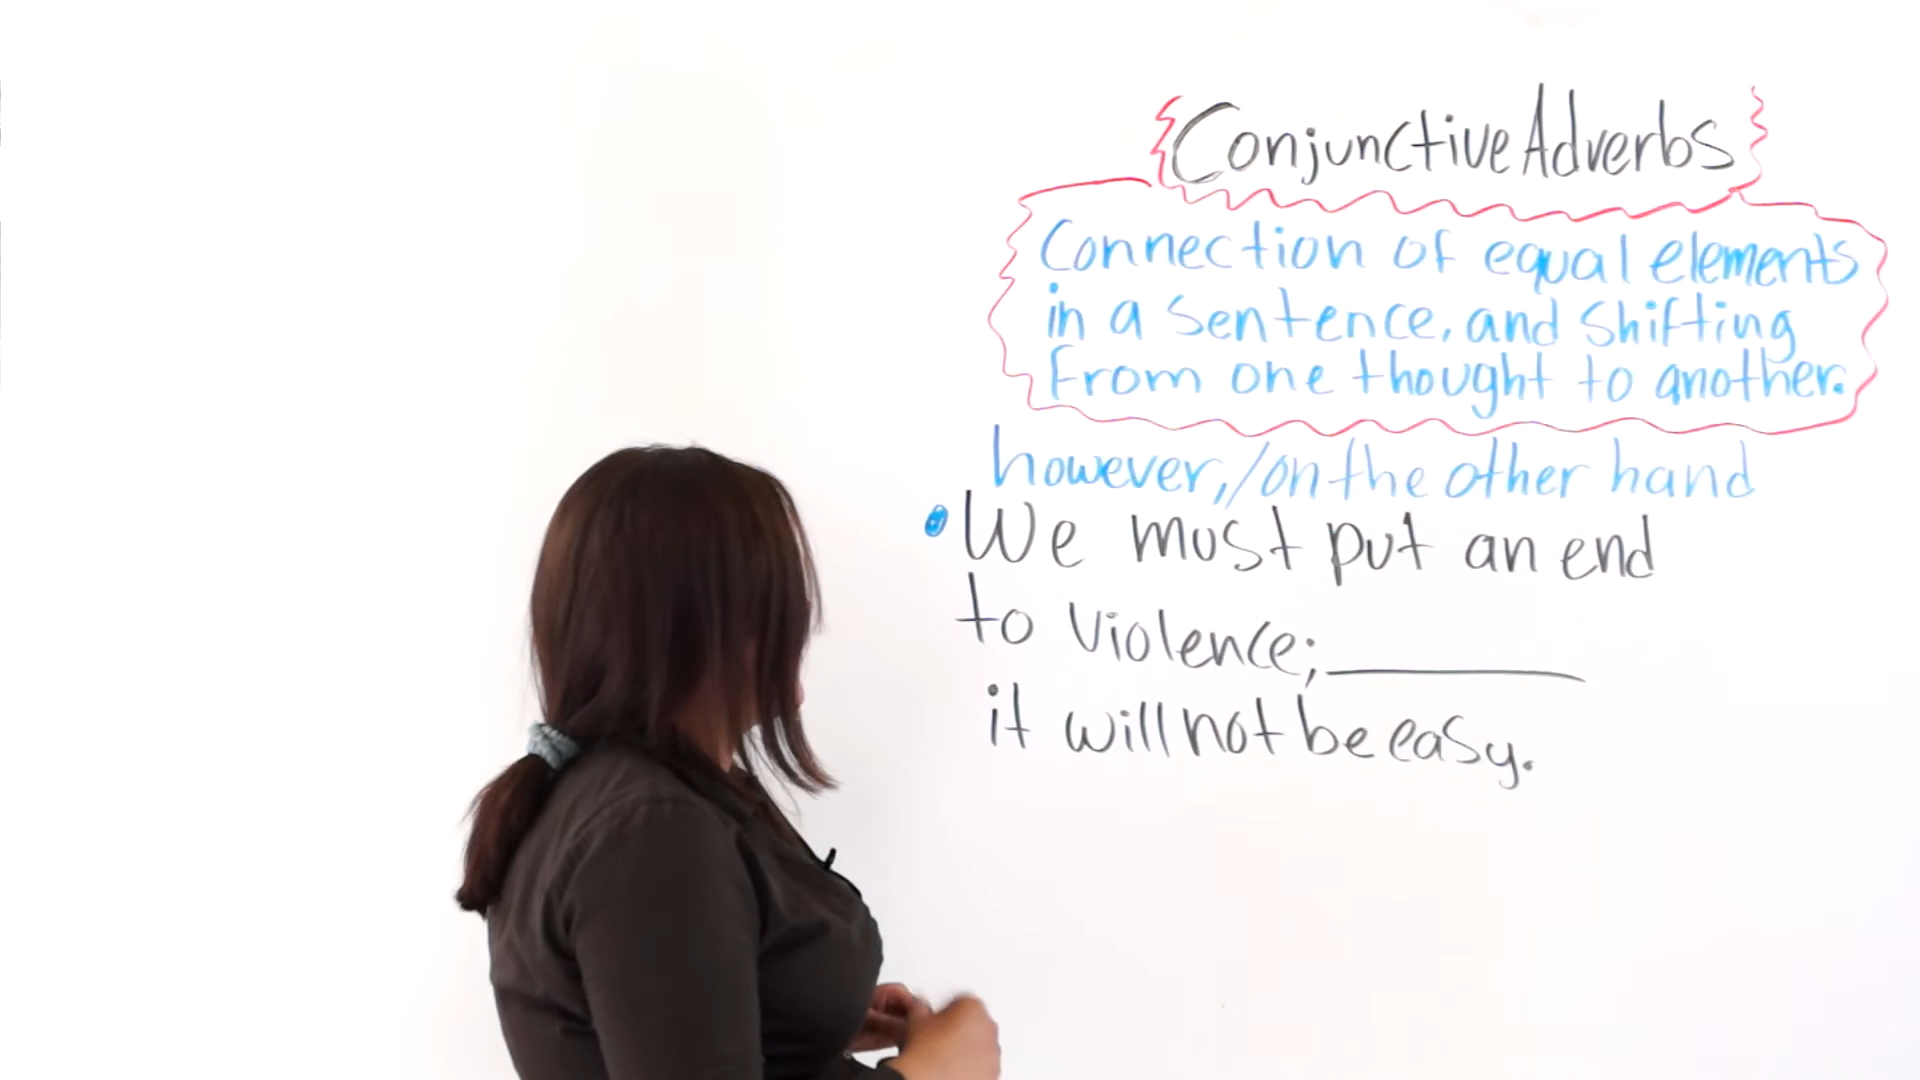 Conjunctive Adverbs
Connection of equal elements
in a sentence, and shifting
from one thought to another.
however,/on the other hand
• We must put an end
to violence;__________
it will not be easy.